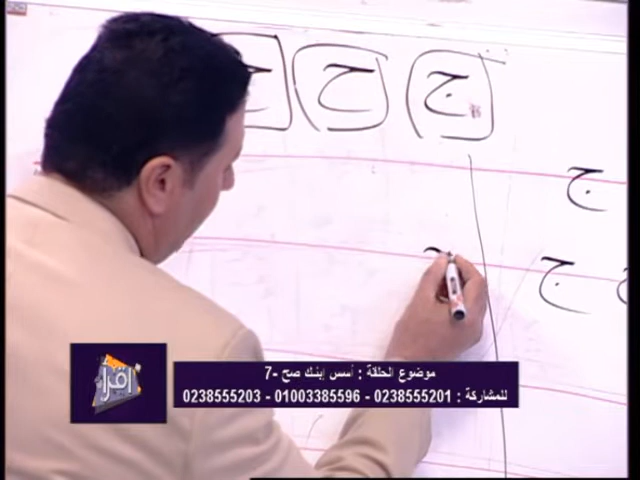 ج ح خ
ج
ج
موضوع الحلقة : أسس إبنك صح -7
للمشاركة : 0238555201 - 01003385596 - 0238555203
اقرأ